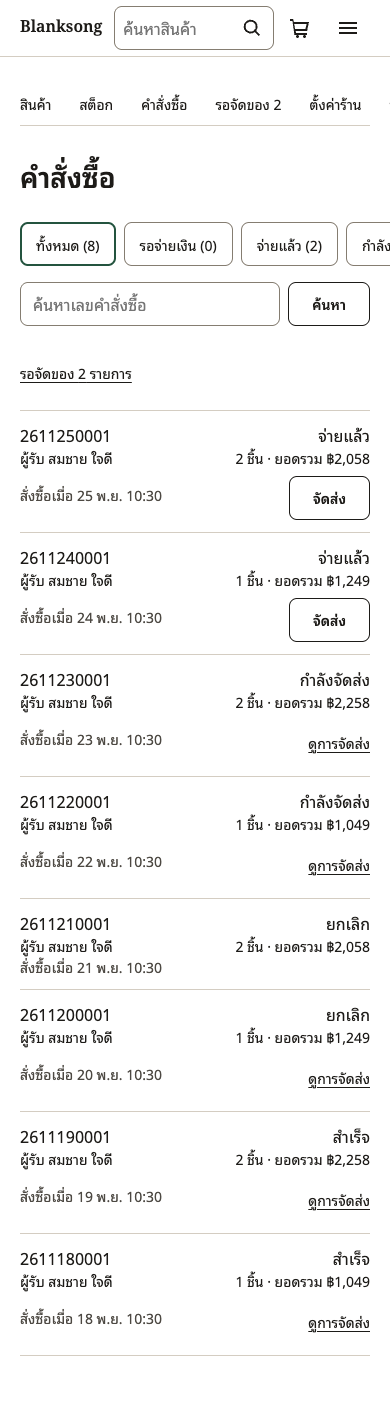 Blanksong ค้นหาสินค้า
สินค้า สต็อก คำสั่งซื้อ รอจัดของ 2 ตั้งค่าร้าน
คำสั่งซื้อ
ทั้งหมด (8) รอจ่ายเงิน (0) จ่ายแล้ว (2) กำลัง
ค้นหาเลขคำสั่งซื้อ ค้นหา
รอจัดของ 2 รายการ
2611250001 จ่ายแล้ว
ผู้รับ สมชาย ใจดี 2 ชิ้น · ยอดรวม ฿2,058
สั่งซื้อเมื่อ 25 พ.ย. 10:30 จัดส่ง
2611240001 จ่ายแล้ว
ผู้รับ สมชาย ใจดี 1 ชิ้น · ยอดรวม ฿1,249
สั่งซื้อเมื่อ 24 พ.ย. 10:30 จัดส่ง
2611230001 กำลังจัดส่ง
ผู้รับ สมชาย ใจดี 2 ชิ้น · ยอดรวม ฿2,258
สั่งซื้อเมื่อ 23 พ.ย. 10:30 ดูการจัดส่ง
2611220001 กำลังจัดส่ง
ผู้รับ สมชาย ใจดี 1 ชิ้น · ยอดรวม ฿1,049
สั่งซื้อเมื่อ 22 พ.ย. 10:30 ดูการจัดส่ง
2611210001 ยกเลิก
ผู้รับ สมชาย ใจดี 2 ชิ้น · ยอดรวม ฿2,058
สั่งซื้อเมื่อ 21 พ.ย. 10:30
2611200001 ยกเลิก
ผู้รับ สมชาย ใจดี 1 ชิ้น · ยอดรวม ฿1,249
สั่งซื้อเมื่อ 20 พ.ย. 10:30 ดูการจัดส่ง
2611190001 สำเร็จ
ผู้รับ สมชาย ใจดี 2 ชิ้น · ยอดรวม ฿2,258
สั่งซื้อเมื่อ 19 พ.ย. 10:30 ดูการจัดส่ง
2611180001 สำเร็จ
ผู้รับ สมชาย ใจดี 1 ชิ้น · ยอดรวม ฿1,049
สั่งซื้อเมื่อ 18 พ.ย. 10:30 ดูการจัดส่ง